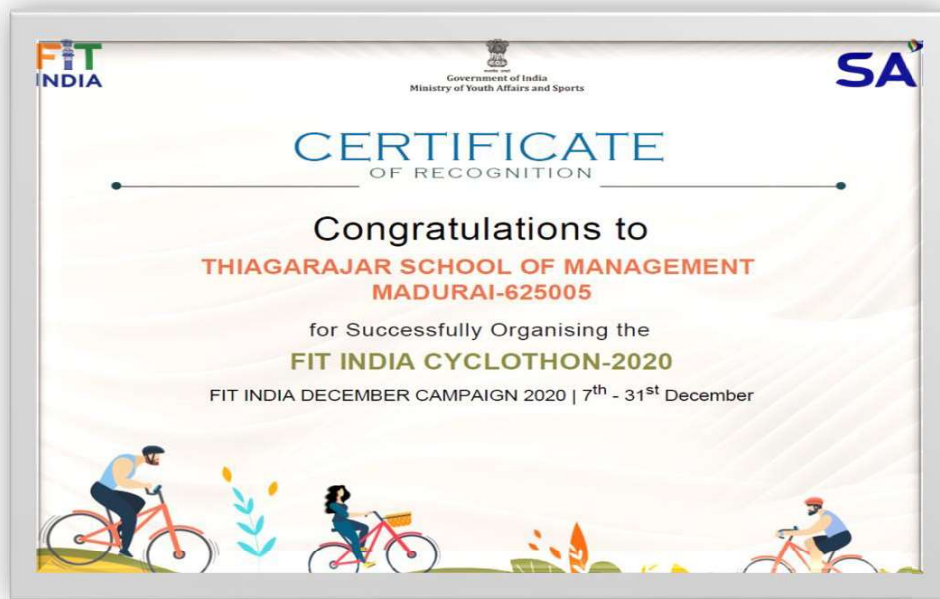 FIT
INDIA
Government of India
Ministry of Youth Affairs and Sports
SA
CERTIFICATE
OF RECOGNITION
Congratulations to
THIAGARAJAR SCHOOL OF MANAGEMENT
MADURAI-625005
for Successfully Organising the
FIT INDIA CYCLOTHON-2020
FIT INDIA DECEMBER CAMPAIGN 2020 | 7th - 31st December